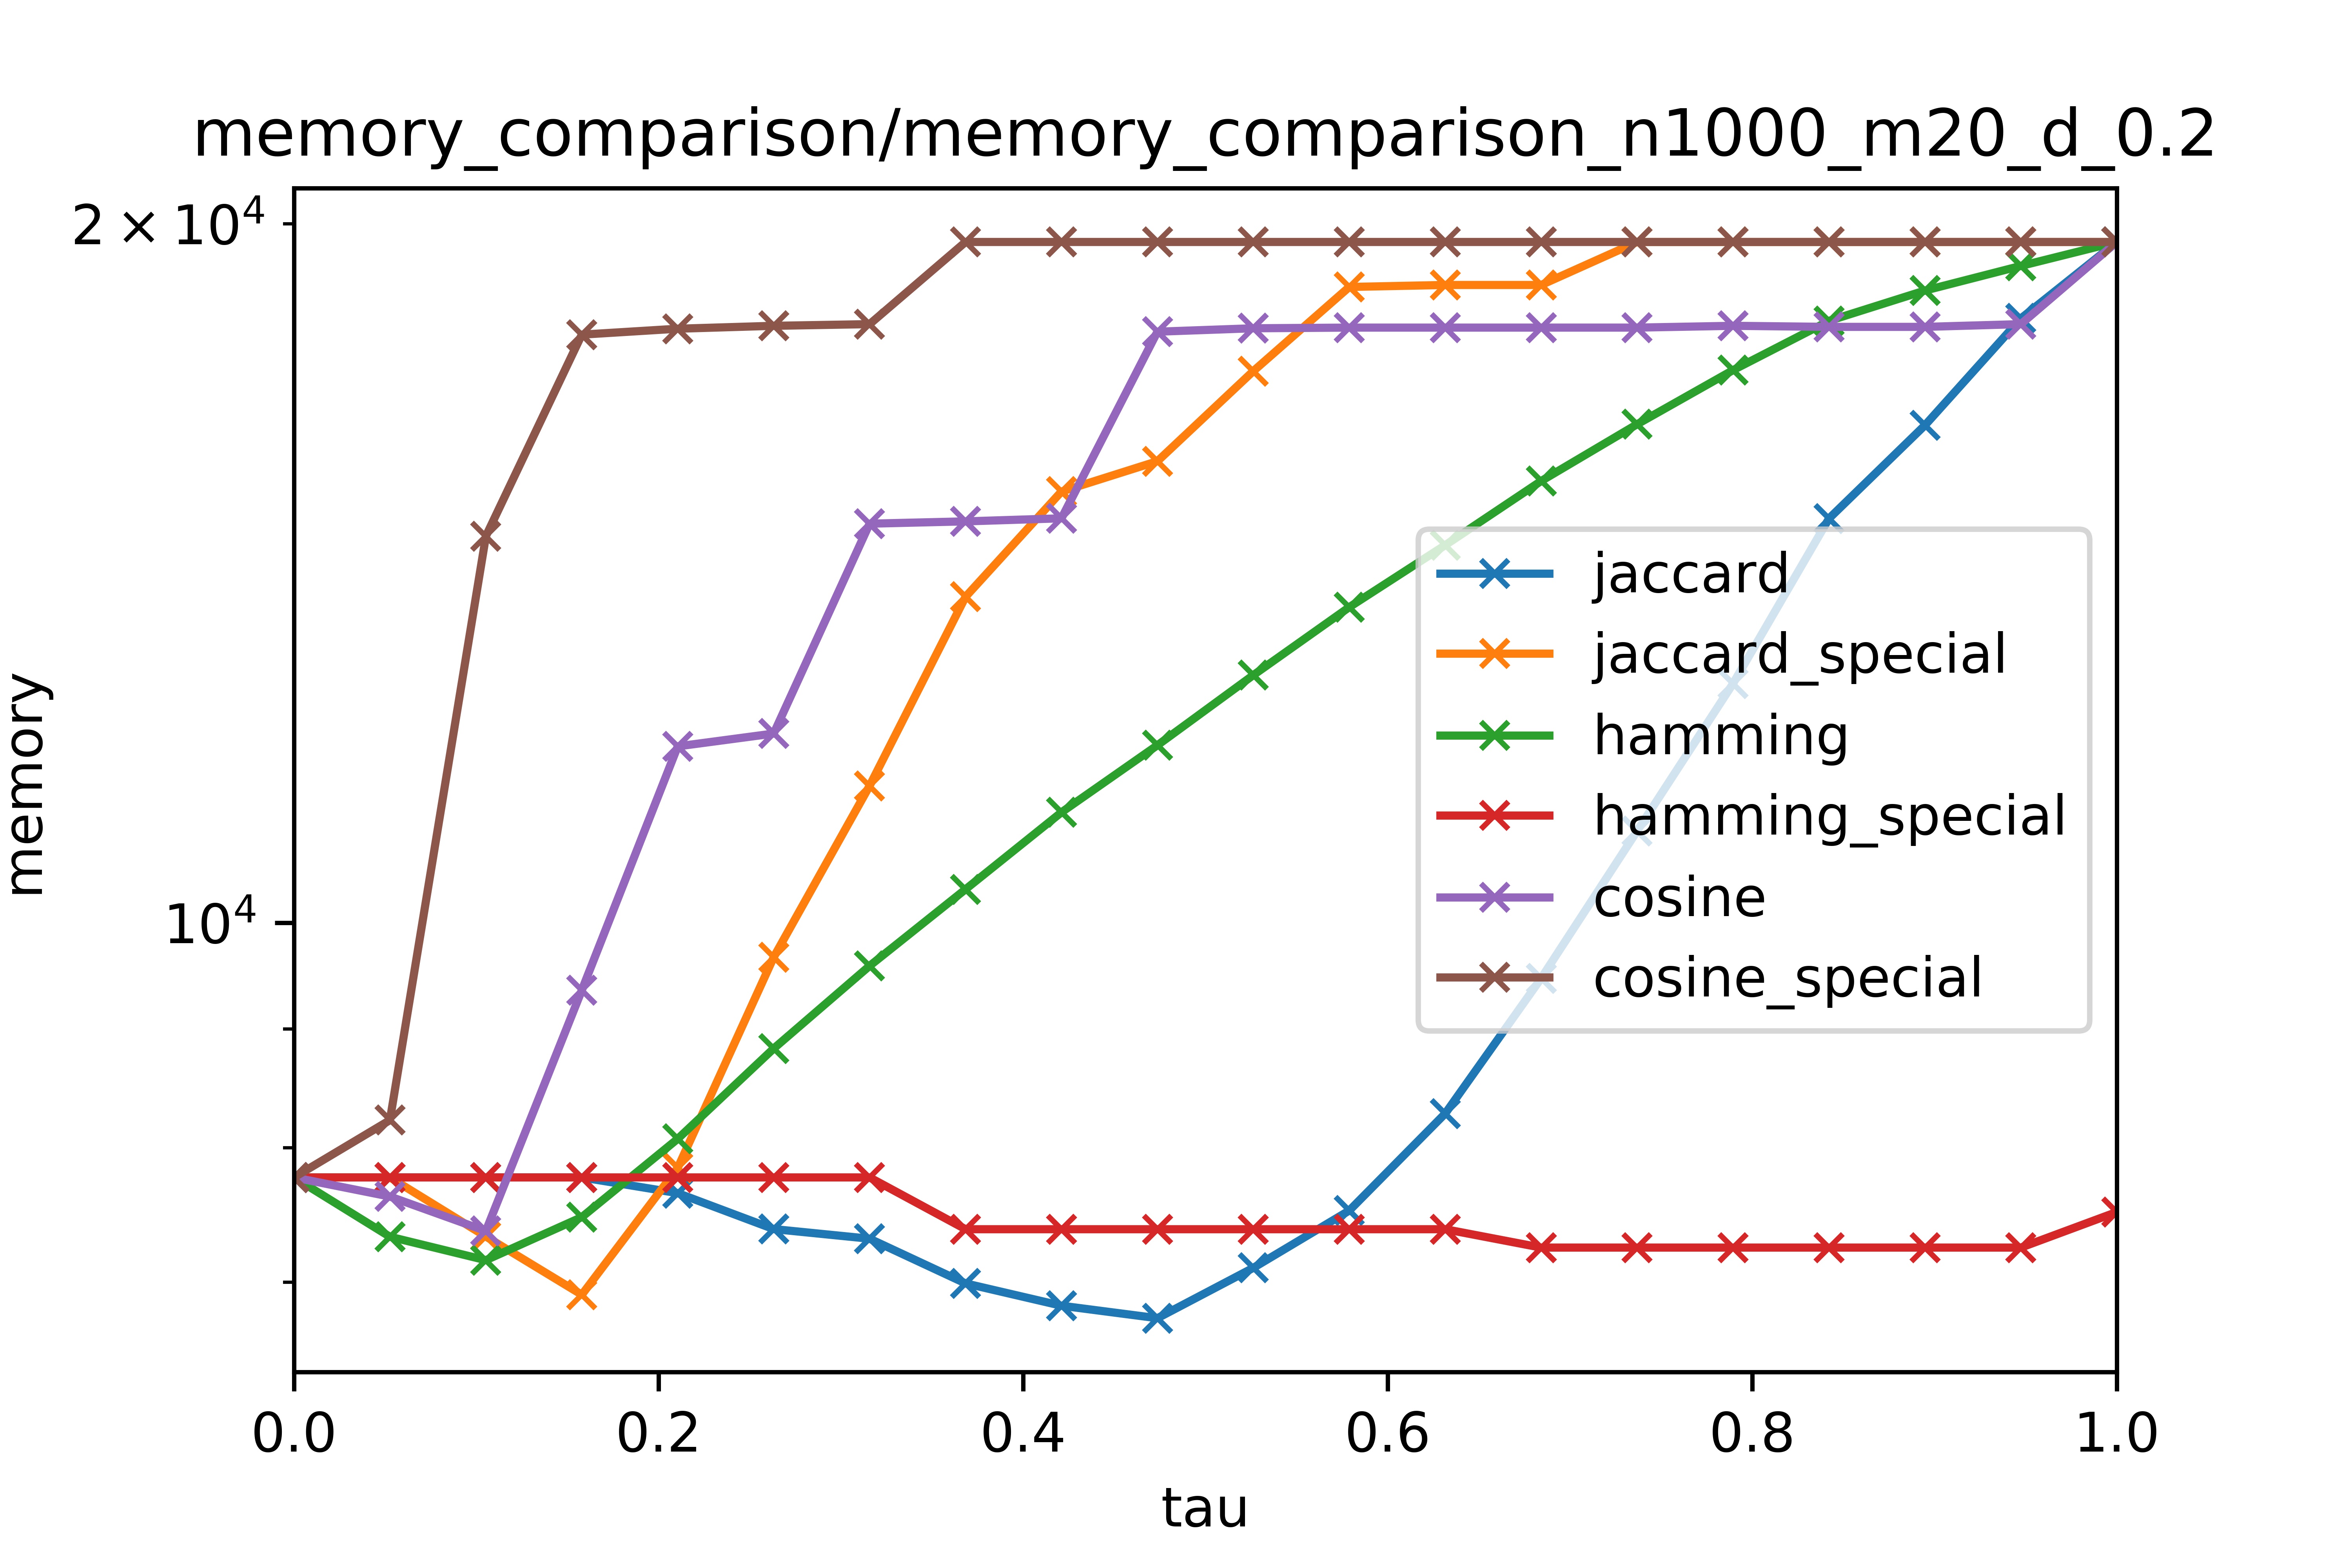 memory_comparison/memory_comparison_n1000_m20_d_0.2
2 × 10⁴
10⁴
memory
jaccard
jaccard_special
hamming
hamming_special
cosine
cosine_special
0.0 0.2 0.4 0.6 0.8 1.0
tau